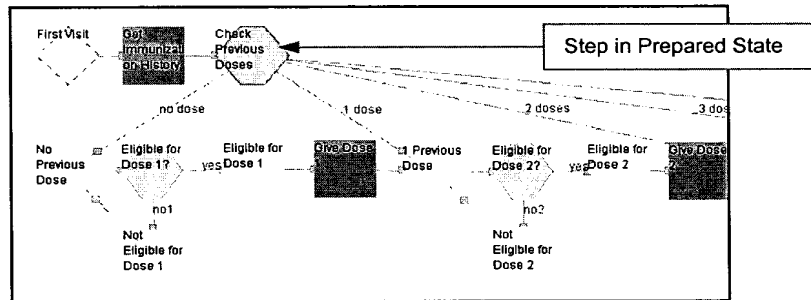 First Visit
Get
Immunizati
on History
Check
Previous
Doses
Step in Prepared State
no dose
1 dose
2 doses
3 dos
No
Previous
Dose
Eligible for
Dose 1?
yes
Eligible for
Dose 1
Give Dose
1
1 Previous
Dose
Eligible for
Dose 2?
yes
Eligible for
Dose 2
Give Dose
2
no1
Not
Eligible for
Dose 1
no2
Not
Eligible for
Dose 2